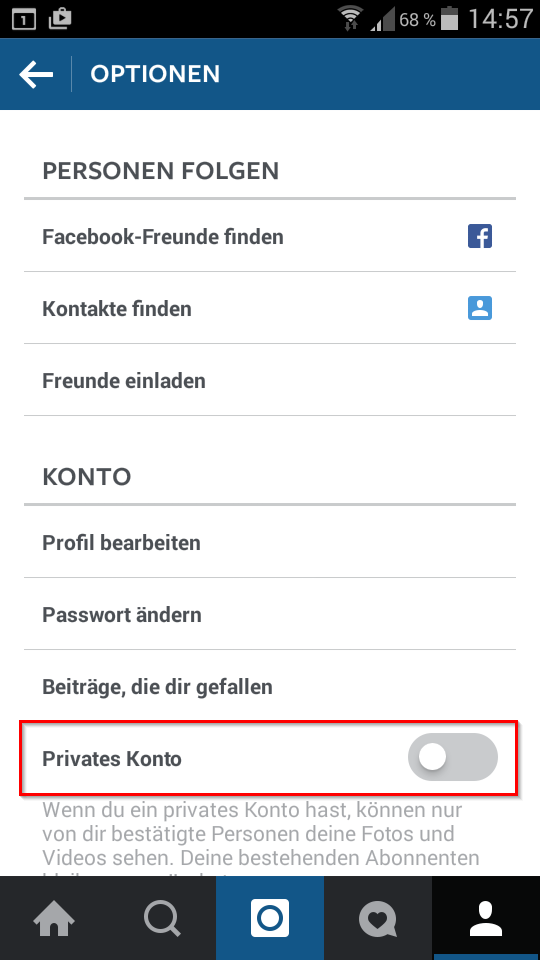 1
68 %
14:57
OPTIONEN
PERSONEN FOLGEN
Facebook-Freunde finden
Kontakte finden
Freunde einladen
KONTO
Profil bearbeiten
Passwort ändern
Beiträge, die dir gefallen
Privates Konto
Wenn du ein privates Konto hast, können nur
von dir bestätigte Personen deine Fotos und
Videos sehen. Deine bestehenden Abonnenten